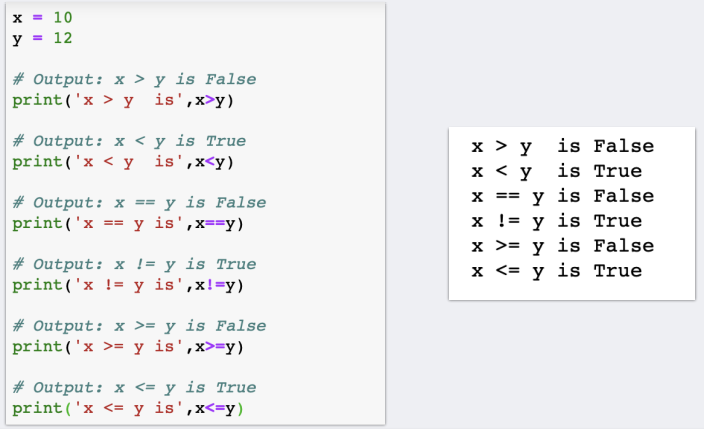 x = 10
y = 12
# Output: x > y is False
print('x > y  is',x>y)
# Output: x < y is True
print('x < y  is',x<y)
# Output: x == y is False
print('x == y is',x==y)
# Output: x != y is True
print('x != y is',x!=y)
# Output: x >= y is False
print('x >= y is',x>=y)
# Output: x <= y is True
print('x <= y is',x<=y)
x > y  is False
x < y  is True
x == y is False
x != y is True
x >= y is False
x <= y is True